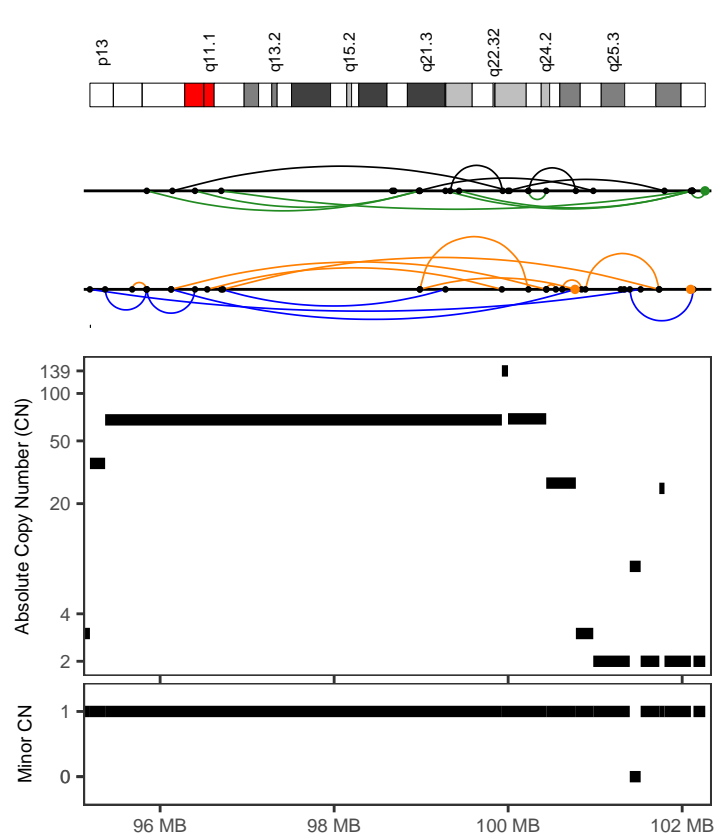 p13
q11.1
q13.2
q15.2
q21.3
q22.32
q24.2
q25.3
139
100
50
20
4
2
Absolute Copy Number (CN)
1
0
Minor CN
96 MB
98 MB
100 MB
102 MB